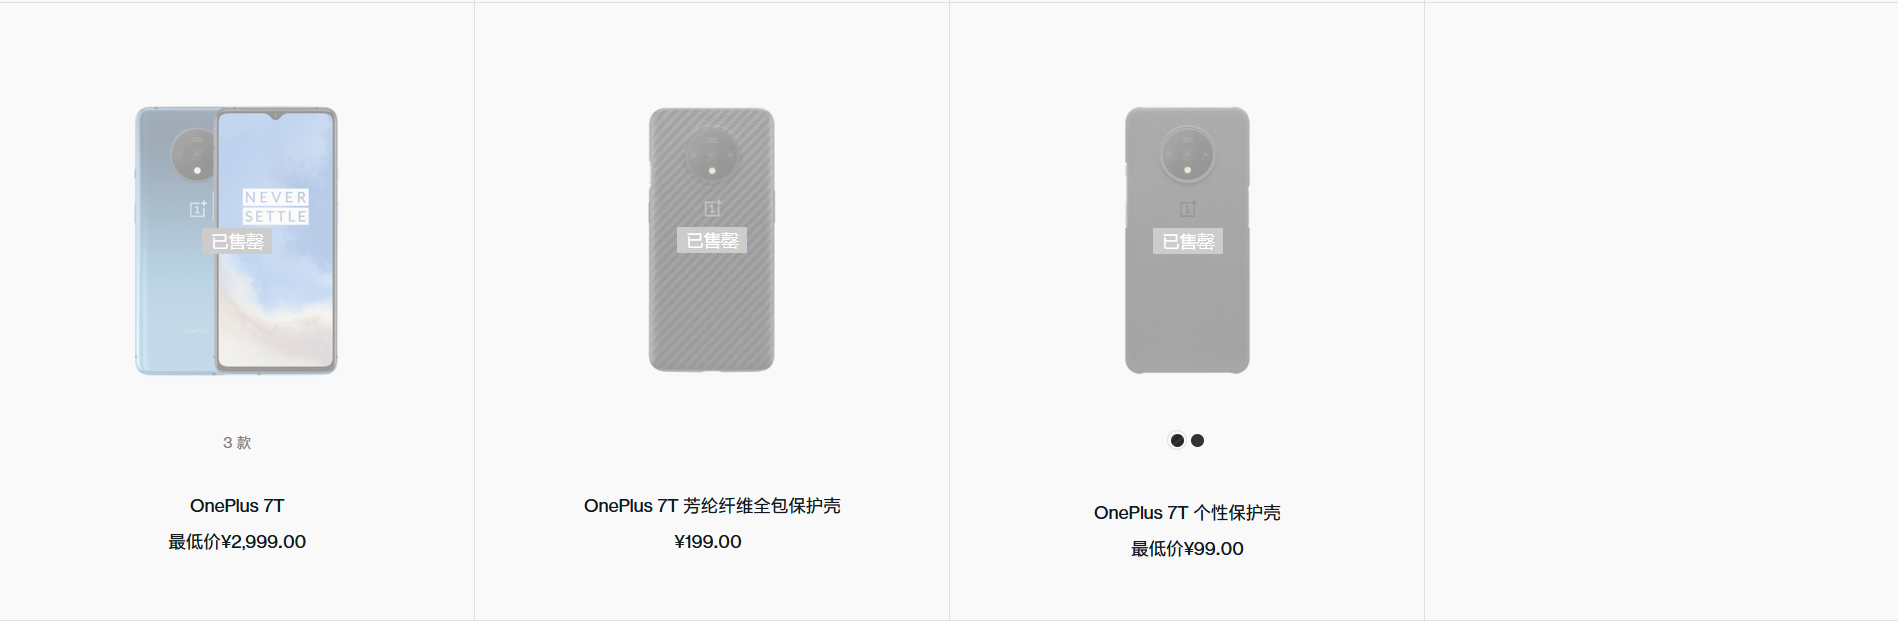 NEVER
SETTLE
已售罄
OnePlus
3 款
OnePlus 7T
最低价¥2,999.00
已售罄
OnePlus 7T 芳纶纤维全包保护壳
¥199.00
已售罄
OnePlus 7T 个性保护壳
最低价¥99.00